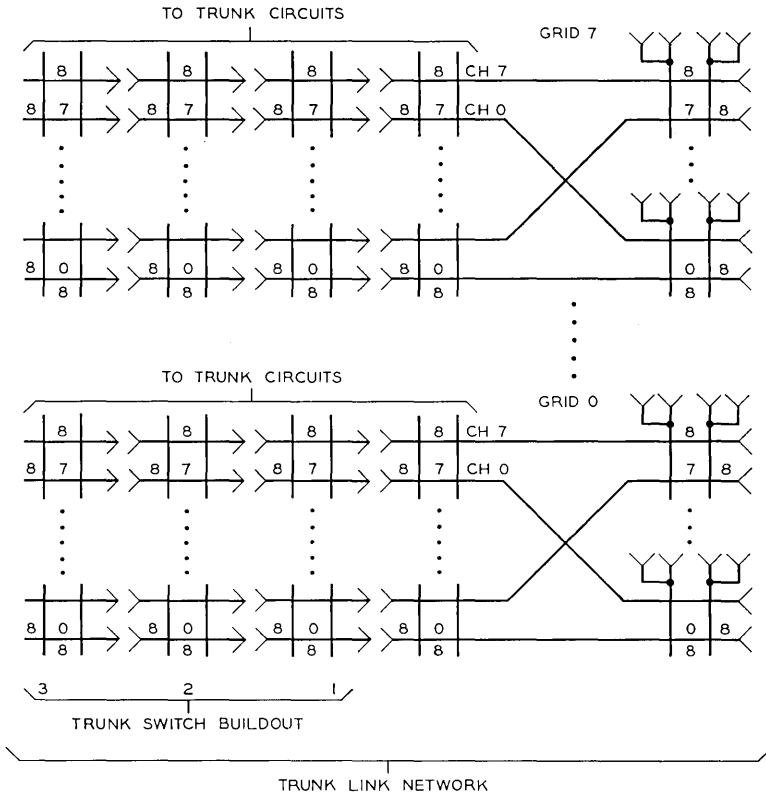 TO TRUNK CIRCUITS
GRID 7
8 8 8 8 CH 7 8
8 7 8 7 8 7 8 7 CH 0 7 8
8 0 8 0 8 0 8 0 0 8
8 8 8 8 8
TO TRUNK CIRCUITS
GRID 0
8 8 8 8 CH 7 8
8 7 8 7 8 7 8 7 CH 0 7 8
8 0 8 0 8 0 8 0 0 8
8 8 8 8 8
3 2 1
TRUNK SWITCH BUILDOUT
TRUNK LINK NETWORK